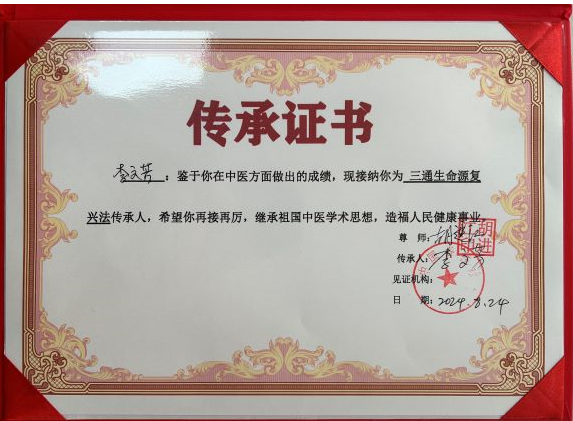 传承证书
李文芳：鉴于你在中医方面做出的成绩，现接纳你为 三通生命源复
兴法传承人，希望你再接再厉，继承祖国中医学术思想，造福人民健康事业。
尊 师：
传承人：李文芳
见证机构：
日 期：2024.8.24